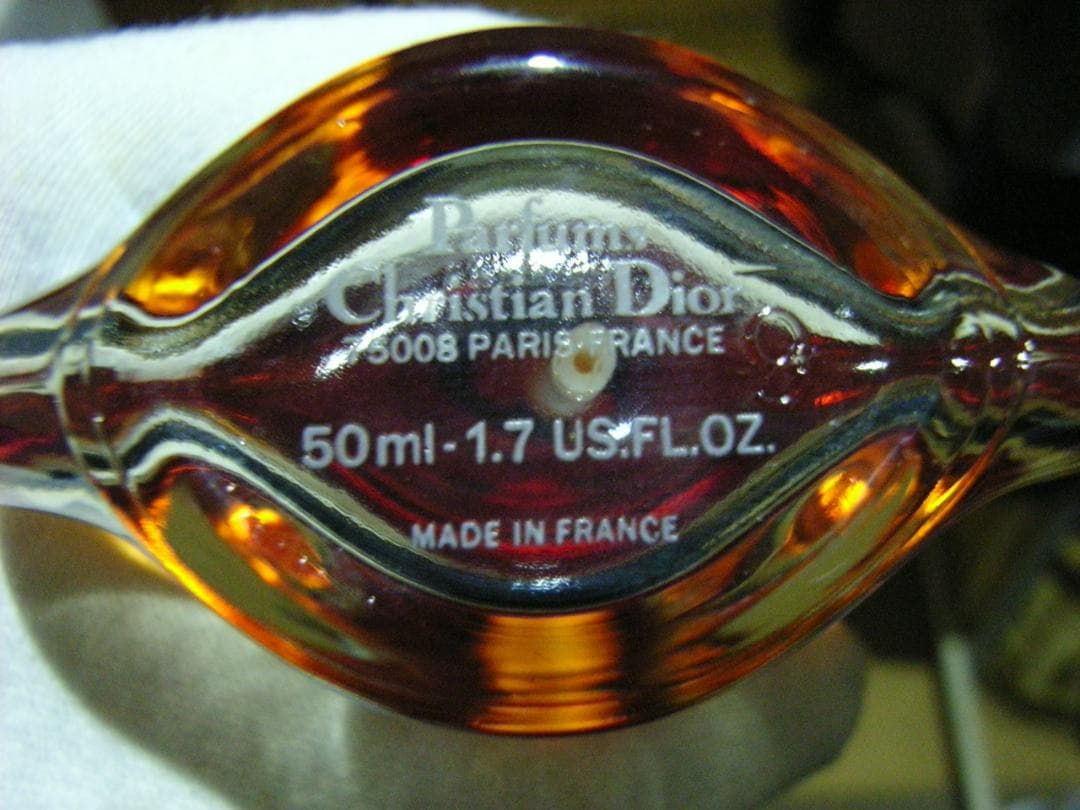 Parfums
Christian Dior
75008 PARIS FRANCE
50ml-1.7 US.FL.OZ.
MADE IN FRANCE